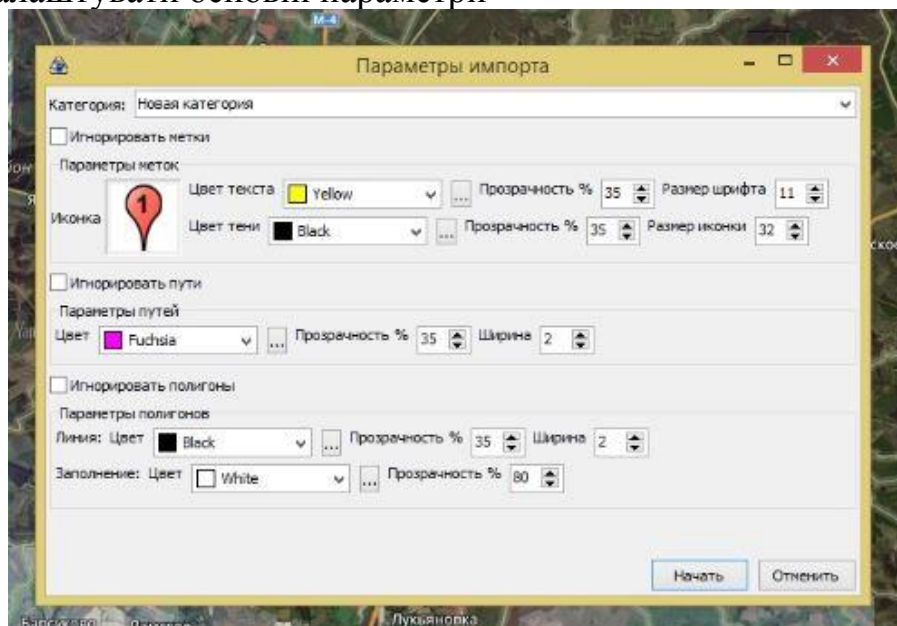 М-4
Параметры импорта
Категория: Новая категория
Игнорировать метки
Параметры меток
Цвет текста Yellow ... Прозрачность % 35 Размер шрифта 11
Иконка 1
Цвет тени Black ... Прозрачность % 35 Размер иконки 32
Игнорировать пути
Параметры путей
Цвет Fuchsia ... Прозрачность % 35 Ширина 2
Игнорировать полигоны
Параметры полигонов
Линия: Цвет Black ... Прозрачность % 35 Ширина 2
Заполнение: Цвет White ... Прозрачность % 80
Начать Отменить
Лукьяновка